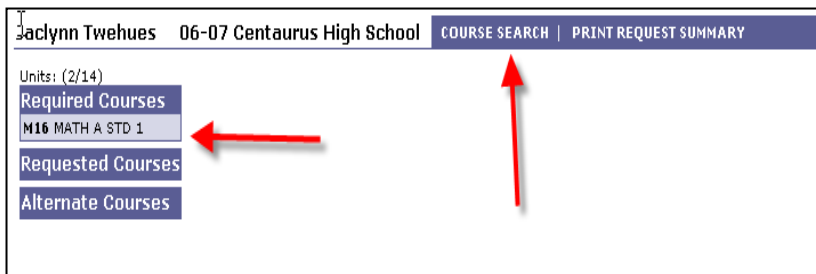 Jaclynn Twehues 06-07 Centaurus High School COURSE SEARCH | PRINT REQUEST SUMMARY
Units: (2/14)
Required Courses
M16 MATH A STD 1
Requested Courses
Alternate Courses